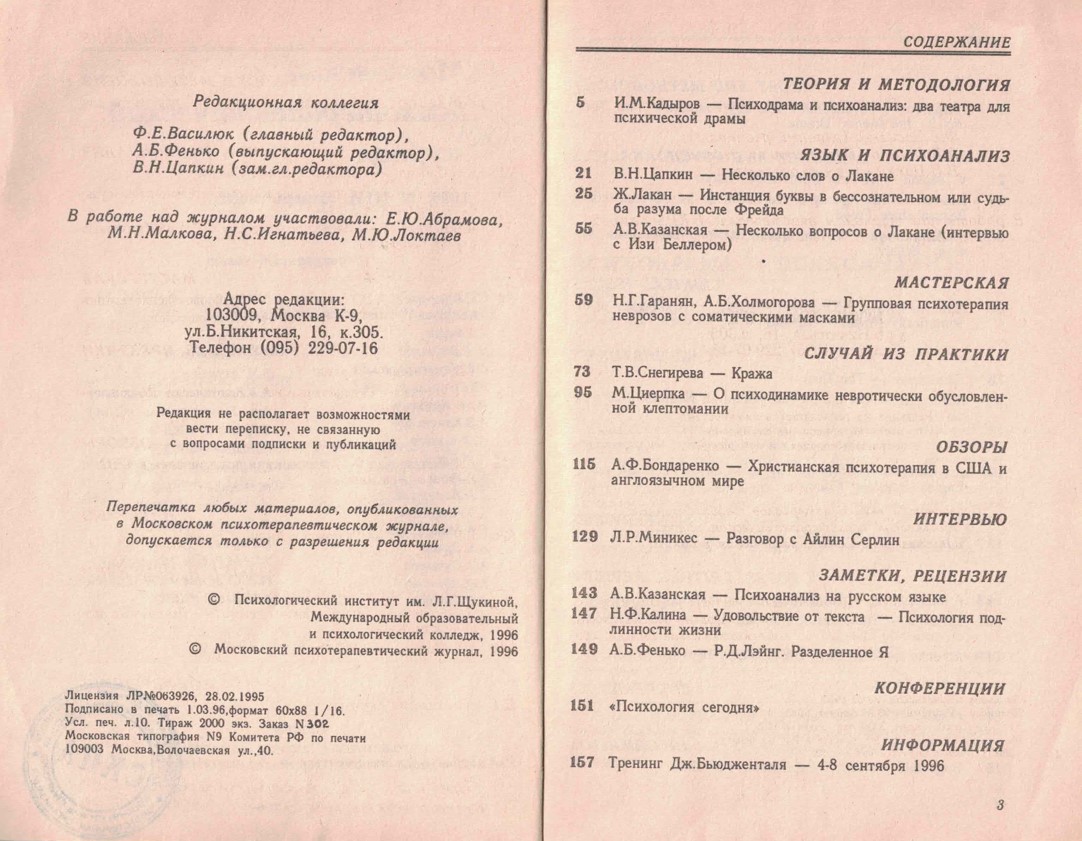 Редакционная коллегия
Ф.Е.Василюк (главный редактор),
А.Б.Фенько (выпускающий редактор),
В.Н.Цапкин (зам.гл.редактора)
В работе над журналом участвовали: Е.Ю.Абрамова,
М.Н.Малкова, Н.С.Игнатьева, М.Ю.Локтаев
Адрес редакции:
103009, Москва К-9,
ул.Б.Никитская, 16, к.305.
Телефон (095) 229-07-16
Редакция не располагает возможностями
вести переписку, не связанную
с вопросами подписки и публикаций
Перепечатка любых материалов, опубликованных
в Московском психотерапевтическом журнале,
допускается только с разрешения редакции
© Психологический институт им. Л.Г.Щукиной,
Международный образовательный
и психологический колледж, 1996
© Московский психотерапевтический журнал, 1996
Лицензия ЛР№063926, 28.02.1995
Подписано в печать 1.03.96,формат 60х88 1/16.
Усл. печ. л.10. Тираж 2000 экз. Заказ N 302
Московская типография N9 Комитета РФ по печати
109003 Москва,Волочаевская ул.,40.
СОДЕРЖАНИЕ
ТЕОРИЯ И МЕТОДОЛОГИЯ
5 И.М.Кадыров — Психодрама и психоанализ: два театра для
психической драмы
ЯЗЫК И ПСИХОАНАЛИЗ
21 В.Н.Цапкин — Несколько слов о Лакане
25 Ж.Лакан — Инстанция буквы в бессознательном или судь-
ба разума после Фрейда
55 А.В.Казанская — Несколько вопросов о Лакане (интервью
с Изи Беллером)
МАСТЕРСКАЯ
59 Н.Г.Гаранян, А.Б.Холмогорова — Групповая психотерапия
неврозов с соматическими масками
СЛУЧАЙ ИЗ ПРАКТИКИ
73 Т.В.Снегирева — Кража
95 М.Циерпка — О психодинамике невротически обусловлен-
ной клептомании
ОБЗОРЫ
115 А.Ф.Бондаренко — Христианская психотерапия в США и
англоязычном мире
ИНТЕРВЬЮ
129 Л.Р.Миникес — Разговор с Айлин Серлин
ЗАМЕТКИ, РЕЦЕНЗИИ
143 А.В.Казанская — Психоанализ на русском языке
147 Н.Ф.Калина — Удовольствие от текста — Психология под-
линности жизни
149 А.Б.Фенько — Р.Д.Лэйнг. Разделенное Я
КОНФЕРЕНЦИИ
151 «Психология сегодня»
ИНФОРМАЦИЯ
157 Тренинг Дж.Бьюдженталя — 4-8 сентября 1996
3